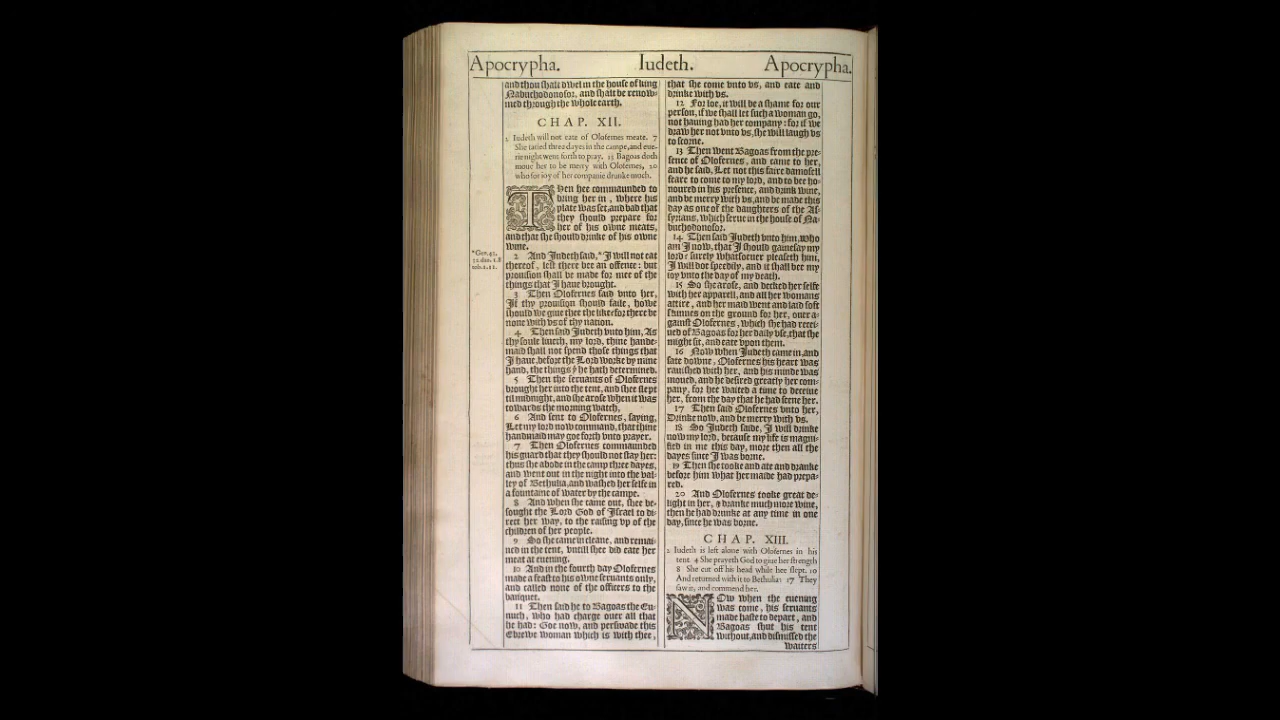 Apocrypha. Iudeth. Apocrypha.
and thou shalt dwel in the house of king
Nabuchodonosor, and shalt be renow-
med through the whole earth.
CHAP. XII.
1 Iudeth will not eate of Olofernes meate. 7
She taried three dayes in the campe, and eue-
rie night went forth to pray. 13 Bagoas doth
moue her to be merry with Olofernes, 20
who for ioy of her companie drunke much.
Then hee commaunded to
bring her in, where his
plate was set, and bad that
they should prepare for
her of his owne meats,
and that she should drinke of his owne
wine.
*Gen.43.
32.dan.1.8
tob.1.11.
2 And Iudeth said, *I will not eat
thereof, lest there bee an offence: but
prouision shall be made for mee of the
things that I haue brought.
3 Then Olofernes said vnto her,
If thy prouision should faile, howe
should we giue thee the like: for there be
none with vs of thy nation.
4 Then said Iudeth vnto him, As
thy soule liueth, my lord, thine hande-
maid shall not spend those things that
I haue, before the Lord worke by mine
hand, the things yͤ he hath determined.
5 Then the seruants of Olofernes
brought her into the tent, and shee slept
til midnight, and she arose when it was
towards the morning watch,
6 And sent to Olofernes, saying,
Let my lord now command, that thine
handmaid may goe forth vnto prayer.
7 Then Olofernes commaunded
his guard that they should not stay her:
thus she abode in the camp three dayes,
and went out in the night into the val-
ley of Bethulia, and washed her selfe in
a fountaine of water by the campe.
8 And when she came out, shee be-
sought the Lord God of Israel to di-
rect her way, to the raising vp of the
children of her people.
9 So she came in cleane, and remai-
ned in the tent, vntill shee did eate her
meat at euening.
10 And in the fourth day Olofernes
made a feast to his owne seruants only,
and called none of the officers to the
banquet.
11 Then said he to Bagoas the Eu-
nuch, who had charge ouer all that
he had: Goe now, and perswade this
Ebrewe woman which is with thee,
that she come vnto vs, and eate and
drinke with vs.
12 For loe, it will be a shame for our
person, if we shall let such a woman go,
not hauing had her company: for if we
draw her not vnto vs, she will laugh vs
to scorne.
13 Then went Bagoas from the pre-
sence of Olofernes, and came to her,
and he said, Let not this faire damosell
feare to come to my lord, and to bee ho-
noured in his presence, and drink wine,
and be merry with vs, and be made this
day as one of the daughters of the As-
syrians, which serue in the house of Na-
buchodonosor.
14 Then said Iudeth vnto him, who
am I now, that I should gainesay my
lord? surely whatsoeuer pleaseth him,
I will doe speedily, and it shall bee my
ioy vnto the day of my death.
15 So she arose, and decked her selfe
with her apparell, and all her womans
attire, and her maid went and laid soft
skinnes on the ground for her, ouer a-
gainst Olofernes, which she had recei-
ued of Bagoas for her daily vse, that she
might sit, and eate vpon them.
16 Now when Iudeth came in, and
sate downe, Olofernes his heart was
rauished with her, and his minde was
moued, and he desired greatly her com-
pany, for hee waited a time to deceiue
her, from the day that he had seene her.
17 Then said Olofernes vnto her,
Drinke now, and be merry with vs.
18 So Iudeth saide, I will drinke
now my lord, because my life is magni-
fied in me this day, more then all the
dayes since I was borne.
19 Then she tooke and ate and dranke
before him what her maide had prepa-
red.
20 And Olofernes tooke great de-
light in her, & dranke much more wine,
then he had drunke at any time in one
day, since he was borne.
CHAP. XIII.
2 Iudeth is left alone with Olofernes in his
tent 4 She prayeth God to giue her strength
8 She cut off his head while hee slept. 10
And returned with it to Bethulia: 17 They
saw it, and commend her.
Now when the euening
was come, his seruants
made haste to depart, and
Bagoas shut his tent
without, and dismissed the
waiters